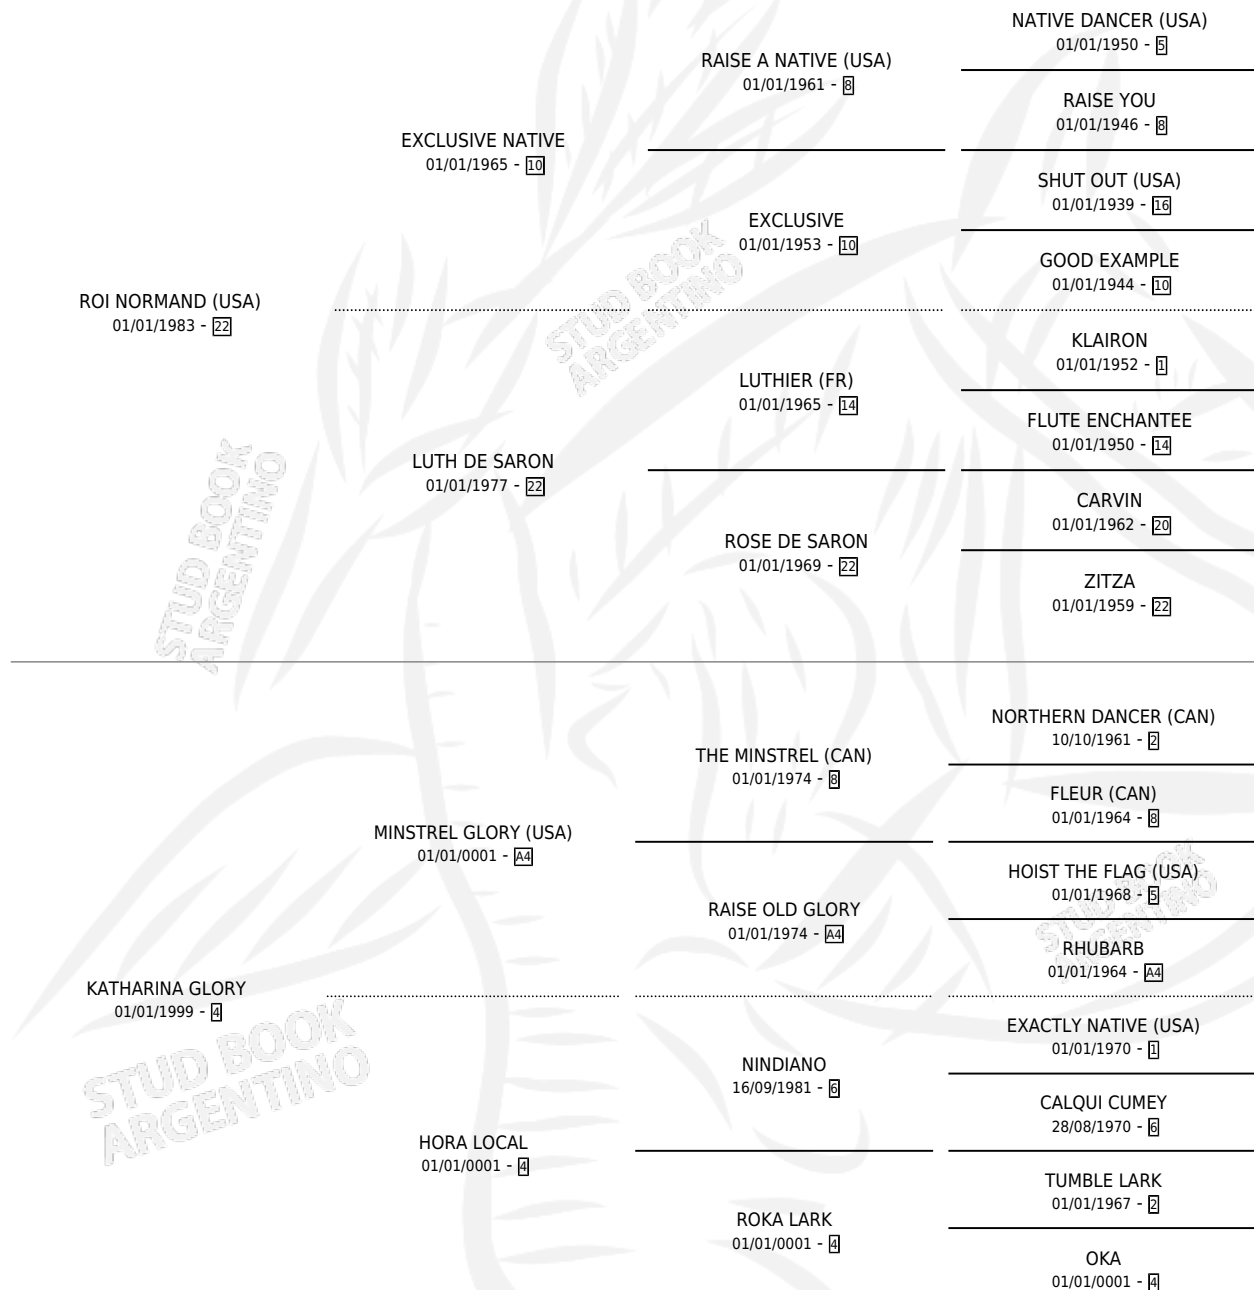 NATIVE DANCER (USA)
01/01/1950 - 5
RAISE A NATIVE (USA)
01/01/1961 - 8
RAISE YOU
01/01/1946 - 8
EXCLUSIVE NATIVE
01/01/1965 - 10
SHUT OUT (USA)
01/01/1939 - 16
EXCLUSIVE
01/01/1953 - 10
GOOD EXAMPLE
01/01/1944 - 10
ROI NORMAND (USA)
01/01/1983 - 22
KLAIRON
01/01/1952 - 1
LUTHIER (FR)
01/01/1965 - 14
FLUTE ENCHANTEE
01/01/1950 - 14
LUTH DE SARON
01/01/1977 - 22
CARVIN
01/01/1962 - 20
ROSE DE SARON
01/01/1969 - 22
ZITZA
01/01/1959 - 22
STUD BOOK
ARGENTINO
STUD BOOK
ARGENTINO
NORTHERN DANCER (CAN)
10/10/1961 - 2
THE MINSTREL (CAN)
01/01/1974 - 8
FLEUR (CAN)
01/01/1964 - 8
MINSTREL GLORY (USA)
01/01/0001 - A4
HOIST THE FLAG (USA)
01/01/1968 - 5
RAISE OLD GLORY
01/01/1974 - A4
RHUBARB
01/01/1964 - A4
STUD BOOK
ARGENTINO
KATHARINA GLORY
01/01/1999 - 4
EXACTLY NATIVE (USA)
01/01/1970 - 1
NINDIANO
16/09/1981 - 6
CALQUI CUMEY
28/08/1970 - 6
HORA LOCAL
01/01/0001 - 4
TUMBLE LARK
01/01/1967 - 2
ROKA LARK
01/01/0001 - 4
OKA
01/01/0001 - 4
STUD BOOK
ARGENTINO